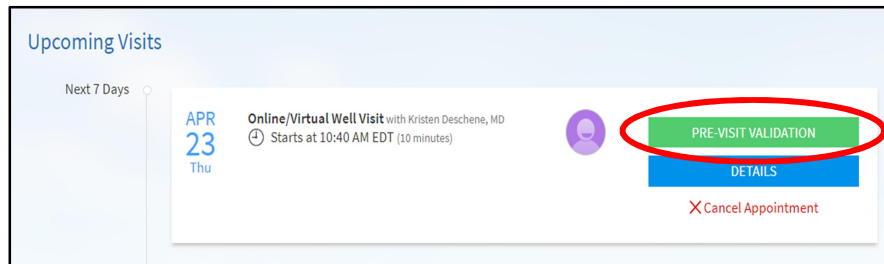 Upcoming Visits
Next 7 Days
APR
23
Thu
Online/Virtual Well Visit with Kristen Deschene, MD
Starts at 10:40 AM EDT (10 minutes)
PRE-VISIT VALIDATION
DETAILS
Cancel Appointment